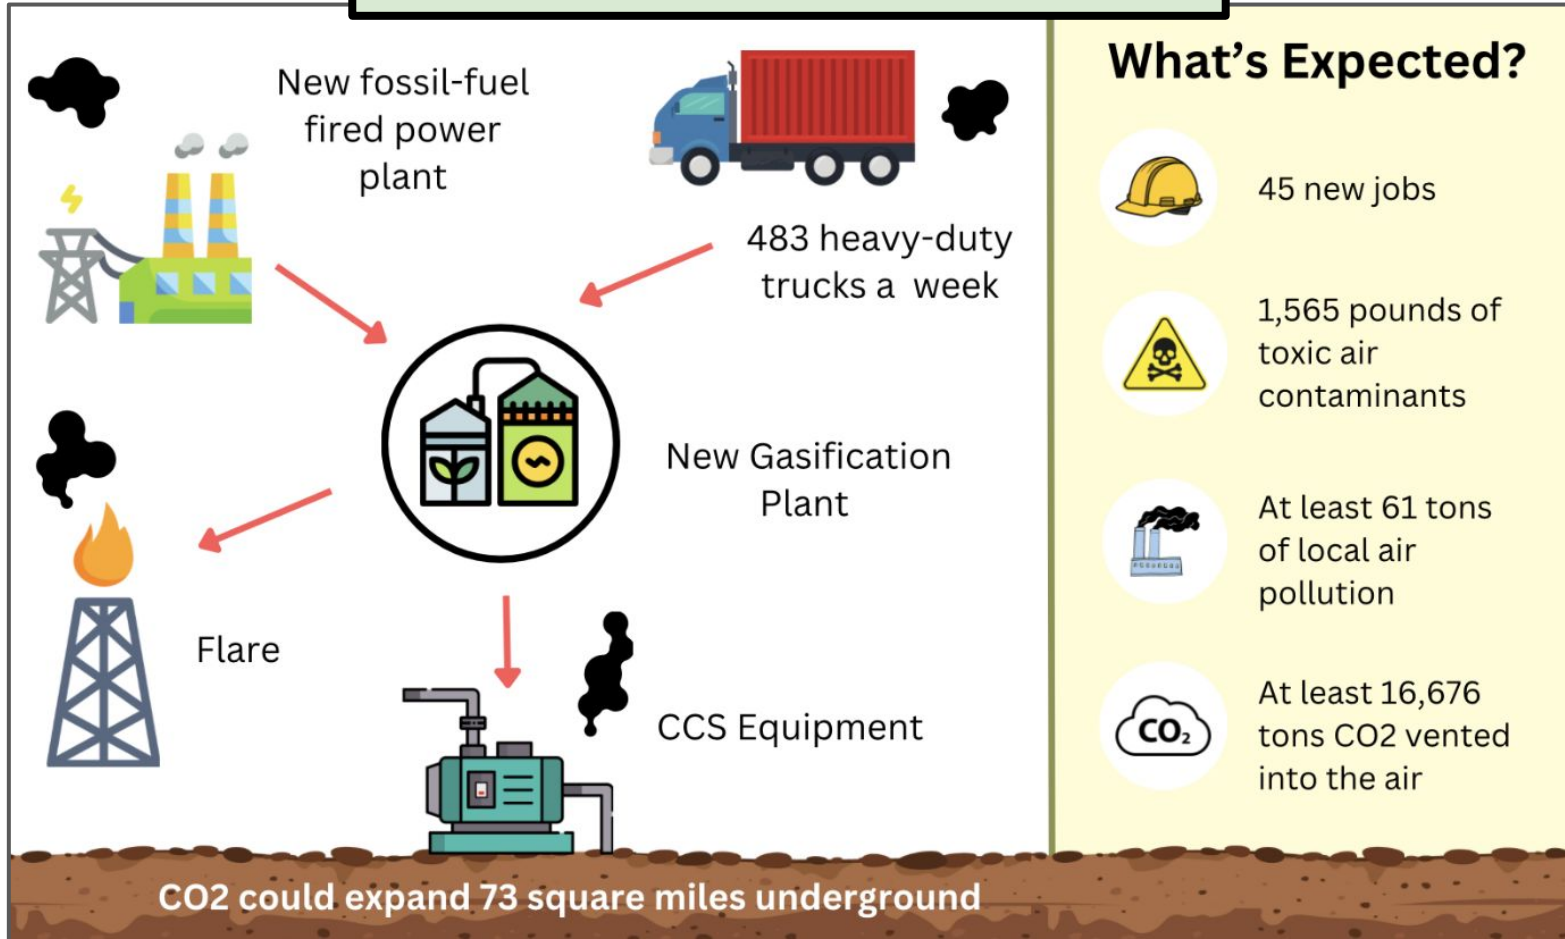 New fossil-fuel
fired power
plant
483 heavy-duty
trucks a week
New Gasification
Plant
Flare
CCS Equipment
CO2 could expand 73 square miles underground
What's Expected?
45 new jobs
1,565 pounds of
toxic air
contaminants
At least 61 tons
of local air
pollution
CO₂
At least 16,676
tons CO2 vented
into the air